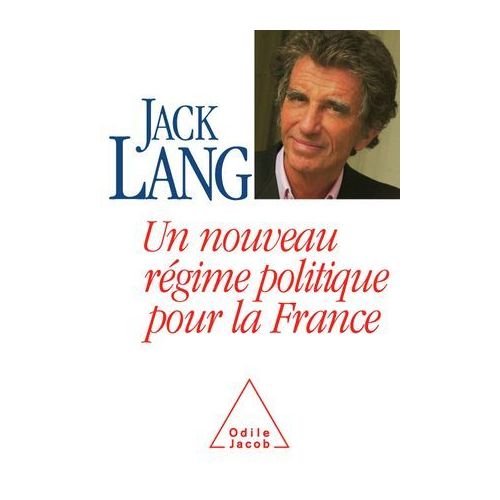 JACK
LANG
Un nouveau
régime politique
pour la France
Odile
Jacob